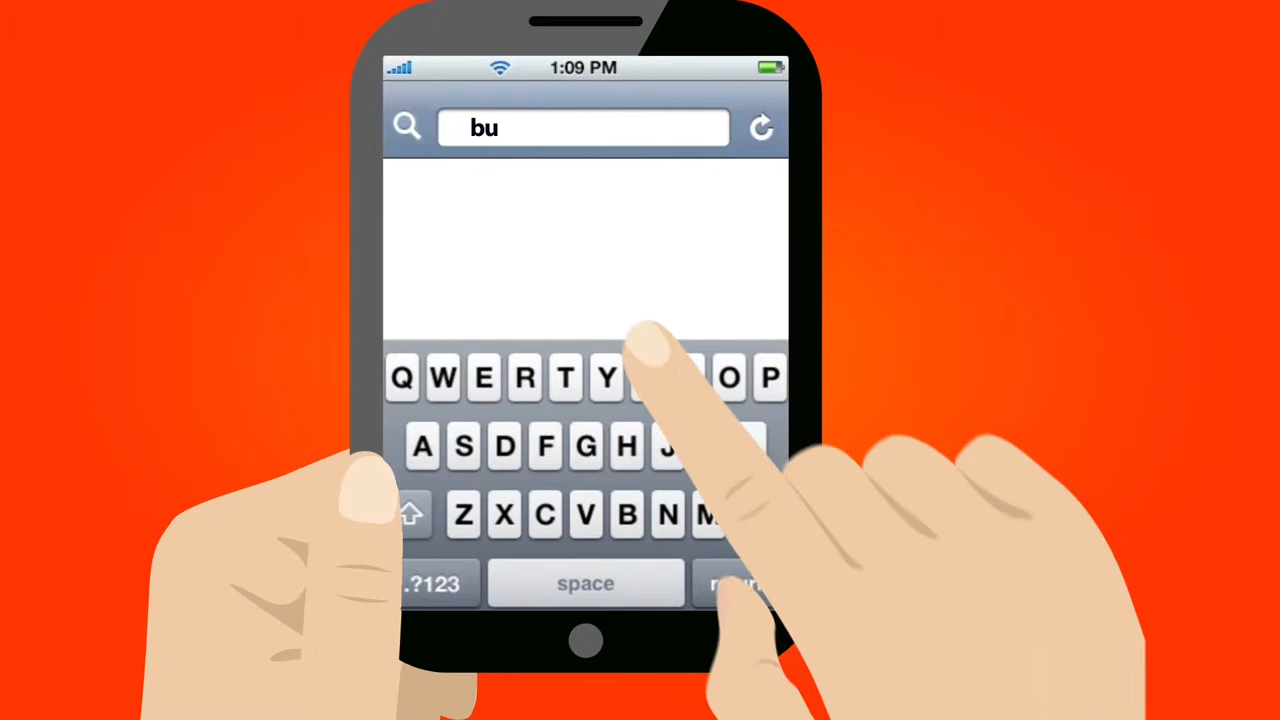 1:09 PM
bu
Q W E R T Y O P
A S D F G H J
Z X C V B N M
.?123 space